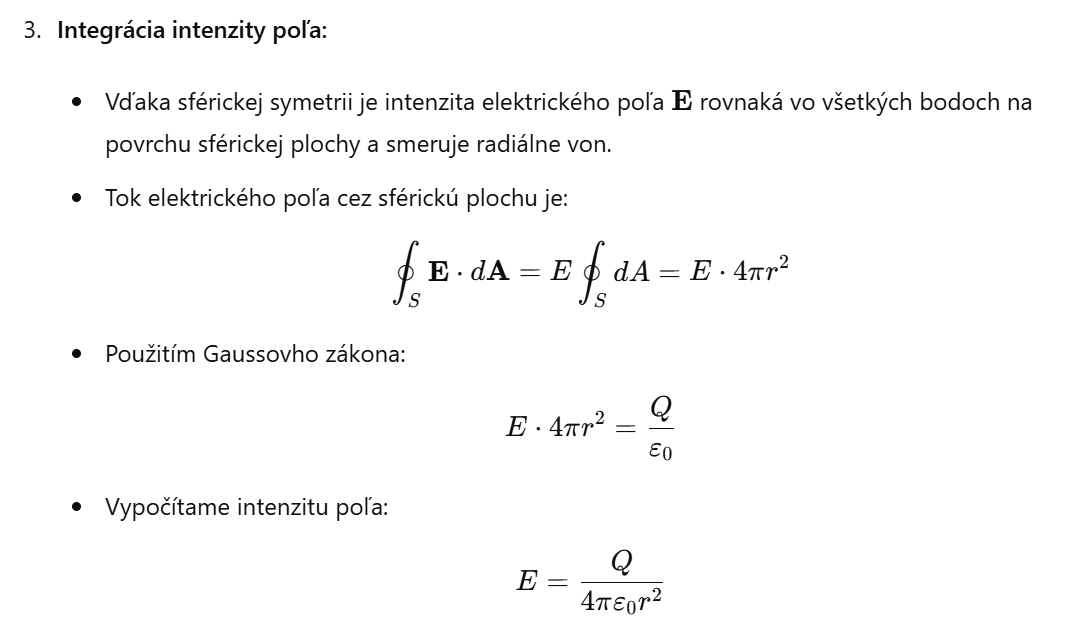 3. Integrácia intenzity poľa:
• Vďaka sférickej symetrii je intenzita elektrického poľa E rovnaká vo všetkých bodoch na
povrchu sférickej plochy a smeruje radiálne von.
• Tok elektrického poľa cez sférickú plochu je:
∮_S E · dA = E ∮_S dA = E · 4πr²
• Použitím Gaussovho zákona:
E · 4πr² = Q/ε₀
• Vypočítame intenzitu poľa:
E = Q/(4πε₀r²)